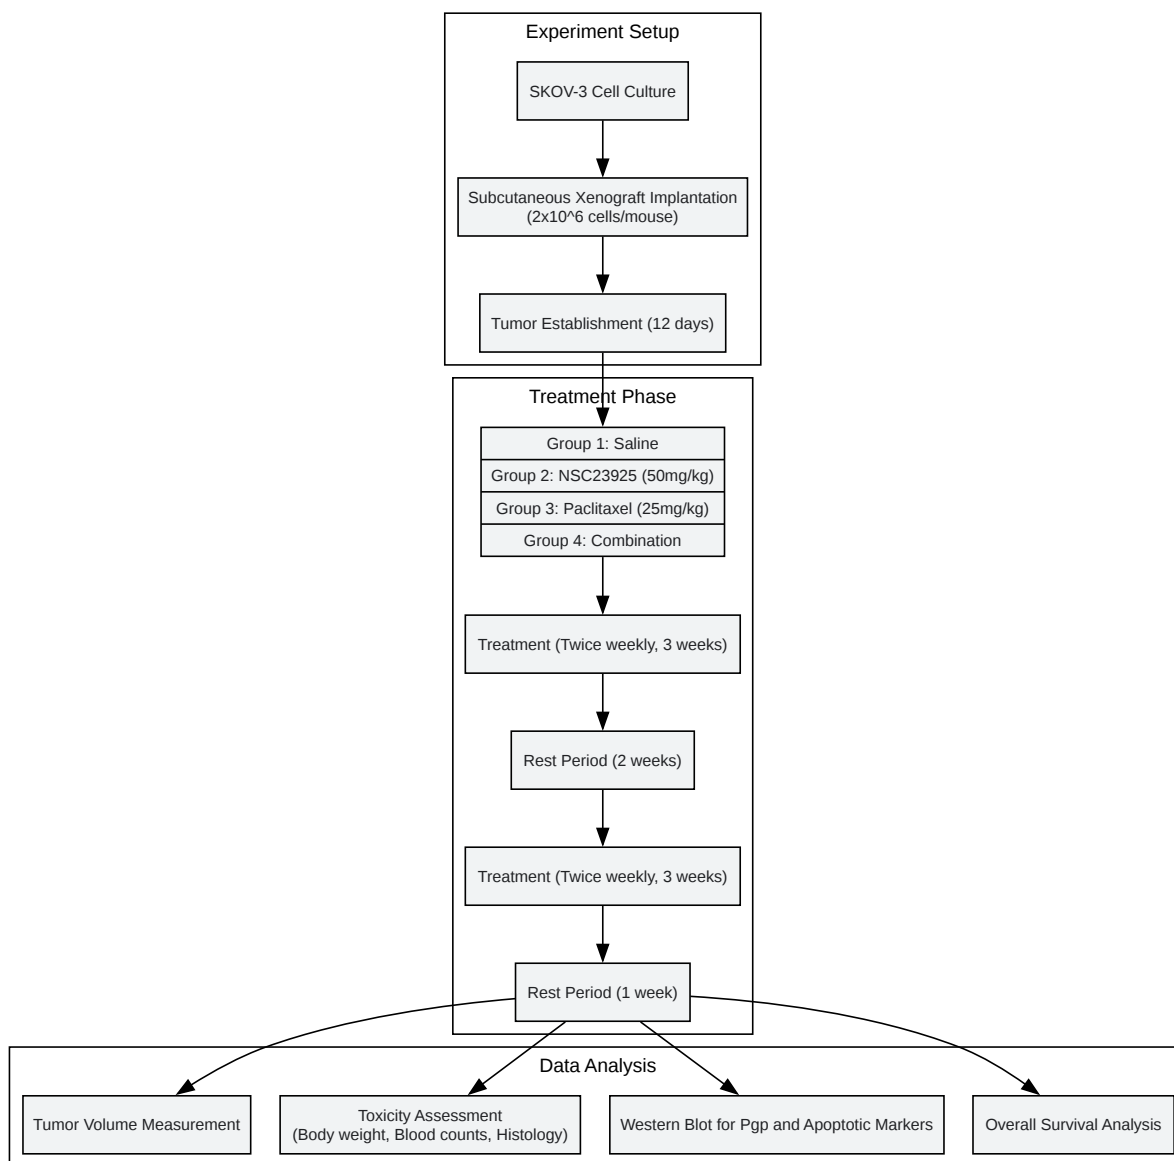 Experiment Setup
SKOV-3 Cell Culture
Subcutaneous Xenograft Implantation
(2x10^6 cells/mouse)
Tumor Establishment (12 days)
Treatment Phase
Group 1: Saline
Group 2: NSC23925 (50mg/kg)
Group 3: Paclitaxel (25mg/kg)
Group 4: Combination
Treatment (Twice weekly, 3 weeks)
Rest Period (2 weeks)
Treatment (Twice weekly, 3 weeks)
Rest Period (1 week)
Data Analysis
Tumor Volume Measurement
Toxicity Assessment
(Body weight, Blood counts, Histology)
Western Blot for Pgp and Apoptotic Markers
Overall Survival Analysis